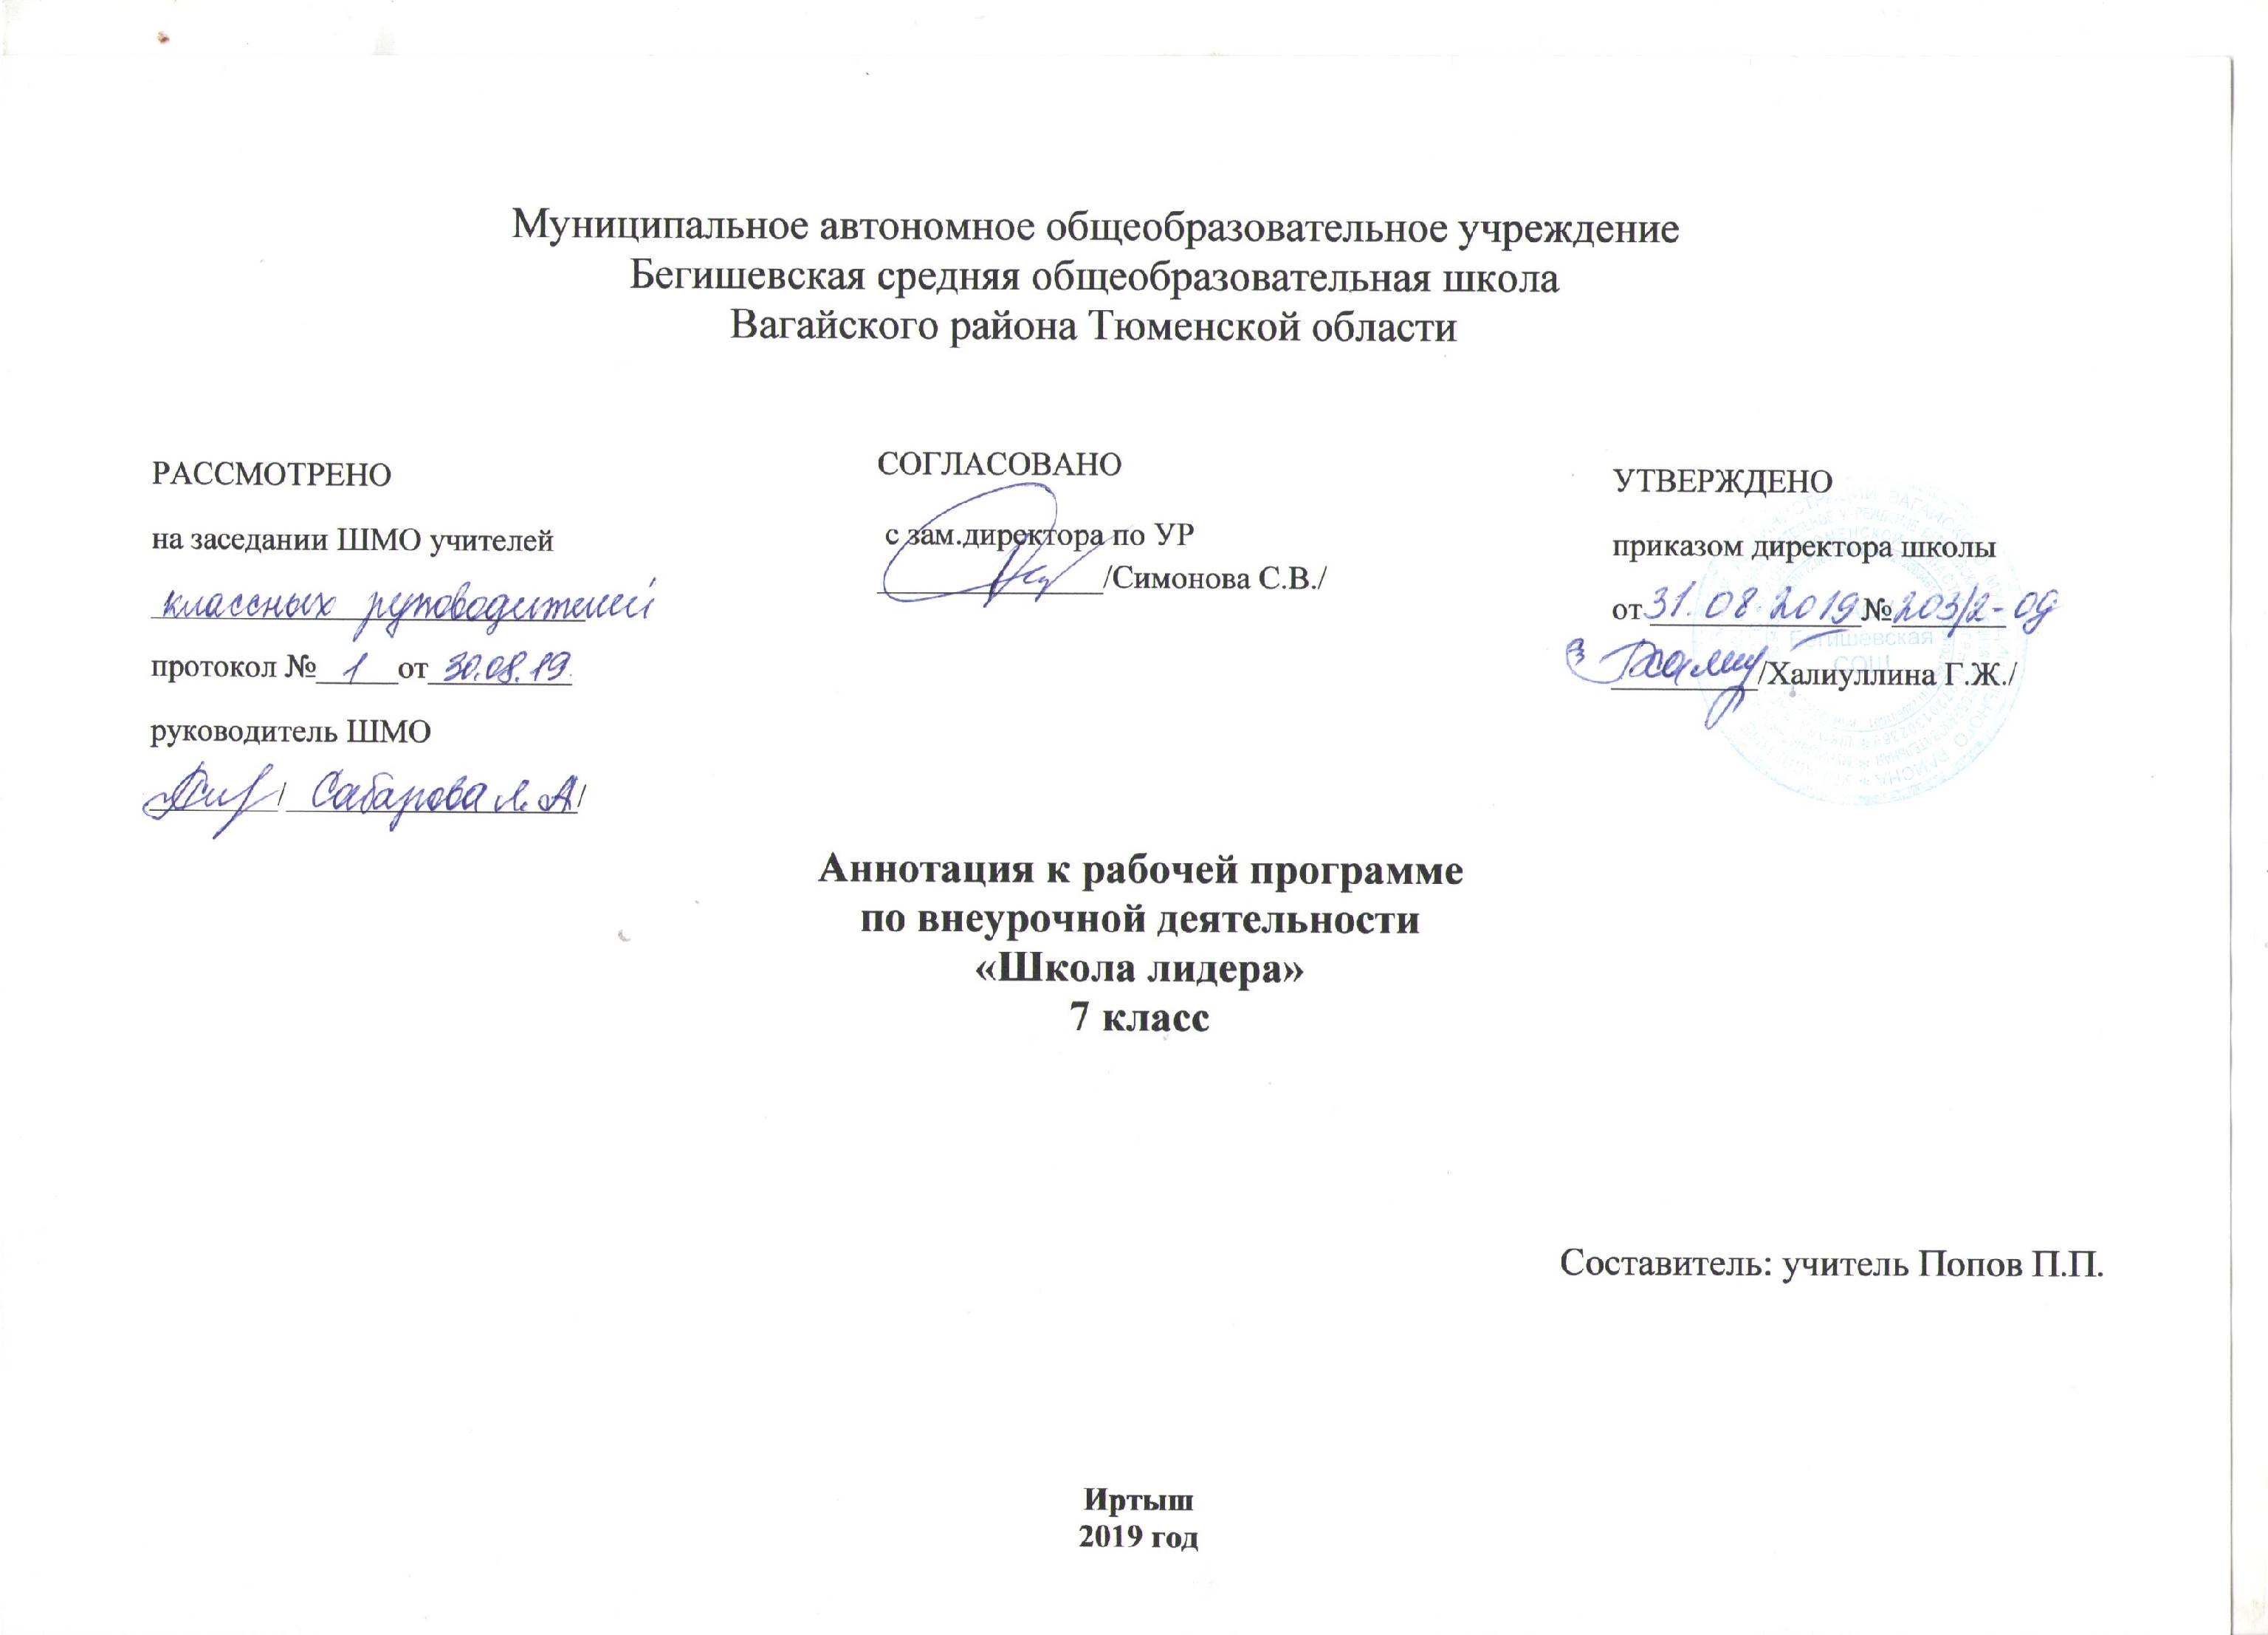 Муниципальное автономное общеобразовательное учреждение
Бегишевская средняя общеобразовательная школа
Вагайского района Тюменской области
РАССМОТРЕНО
на заседании ШМО учителей
классных руководителей
протокол № 1 от 30.08.19
руководитель ШМО
/ Сабарова Л. А/
СОГЛАСОВАНО
с зам.директора по УР
/Симонова С.В./
УТВЕРЖДЕНО
приказом директора школы
от 31.08.2019 № 203/2-од
/Халиуллина Г.Ж./
Бегишевская
СОШ
Аннотация к рабочей программе
по внеурочной деятельности
«Школа лидера»
7 класс
Составитель: учитель Попов П.П.
Иртыш
2019 год